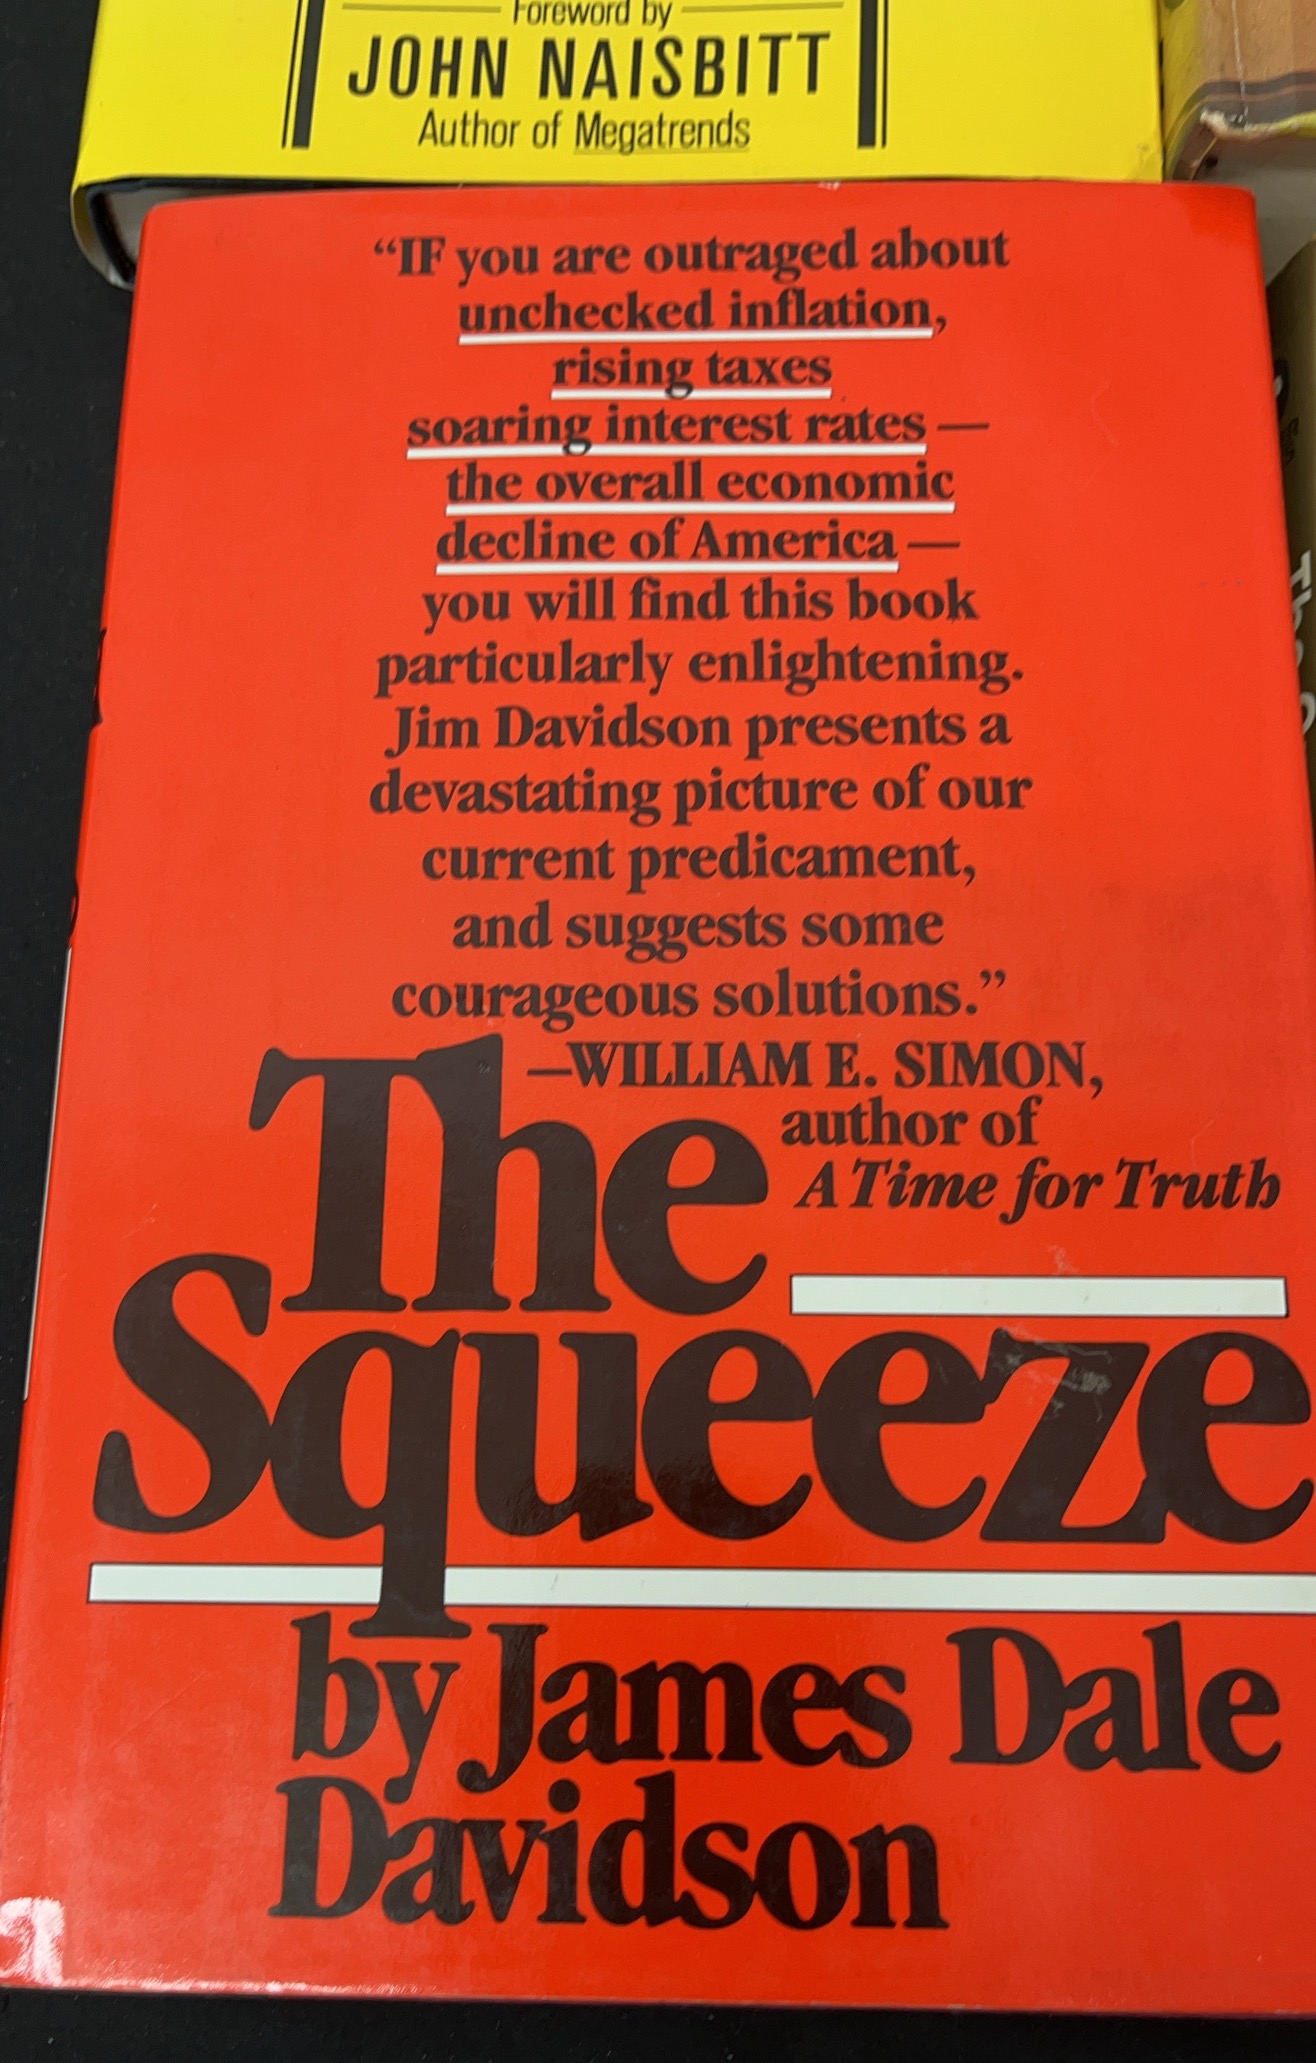 Foreword by
JOHN NAISBITT
Author of Megatrends
“IF you are outraged about
unchecked inflation,
rising taxes
soaring interest rates —
the overall economic
decline of America —
you will find this book
particularly enlightening.
Jim Davidson presents a
devastating picture of our
current predicament,
and suggests some
courageous solutions.”
—WILLIAM E. SIMON,
author of
A Time for Truth
The
Squeeze
by James Dale
Davidson